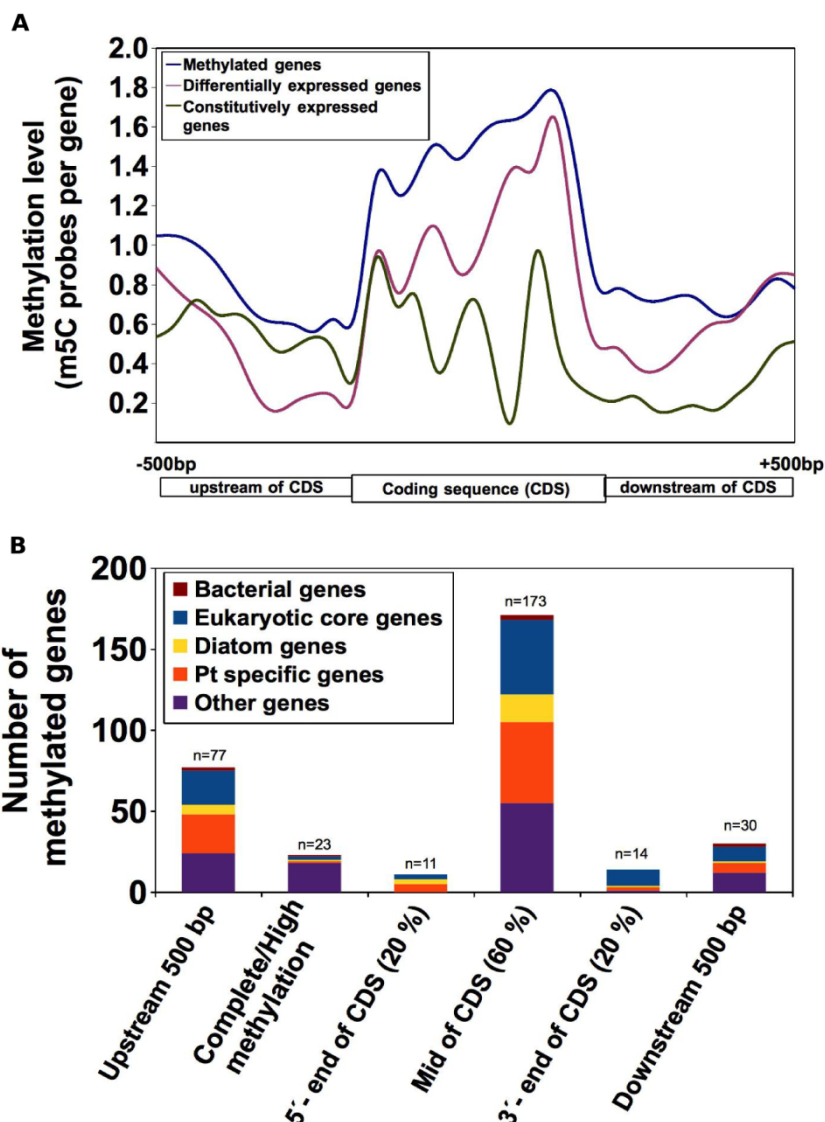 A
Methylation level
(m5C probes per gene)
2.0
1.8
1.6
1.4
1.2
1.0
0.8
0.6
0.4
0.2
Methylated genes
Differentially expressed genes
Constitutively expressed
genes
-500bp
+500bp
upstream of CDS
Coding sequence (CDS)
downstream of CDS
B
Number of
methylated genes
200
150
100
50
0
Bacterial genes
Eukaryotic core genes
Diatom genes
Pt specific genes
Other genes
n=77
n=23
n=11
n=173
n=14
n=30
Upstream 500 bp
Complete/High
methylation
5´- end of CDS (20 %)
Mid of CDS (60 %)
3´- end of CDS (20 %)
Downstream 500 bp